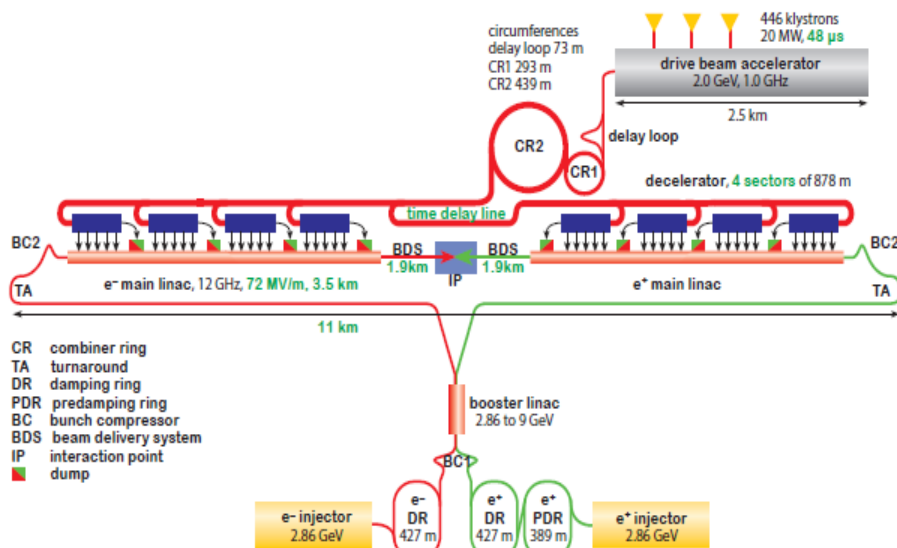 446 klystrons
20 MW, 48 µs
circumferences
delay loop 73 m
CR1 293 m
CR2 439 m
drive beam accelerator
2.0 GeV, 1.0 GHz
2.5 km
delay loop
CR2
CR1
decelerator, 4 sectors of 878 m
time delay line
BC2
BDS
1.9km
IP
BDS
1.9km
BC2
TA
e– main linac, 12 GHz, 72 MV/m, 3.5 km
e+ main linac
TA
11 km
CR combiner ring
TA turnaround
DR damping ring
PDR predamping ring
BC bunch compressor
BDS beam delivery system
IP interaction point
dump
booster linac
2.86 to 9 GeV
BC1
e– injector
2.86 GeV
e–
DR
427 m
e+
DR
427 m
e+
PDR
389 m
e+ injector
2.86 GeV